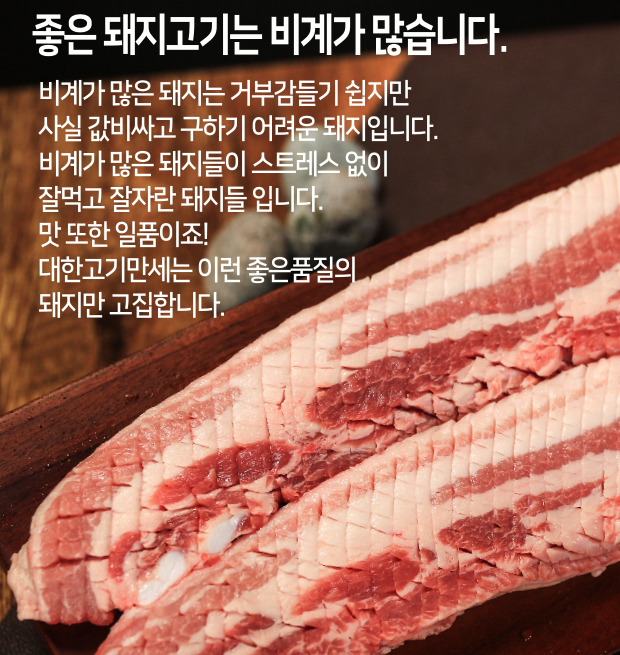 좋은 돼지고기는 비계가 많습니다.
비계가 많은 돼지는 거부감들기 쉽지만
사실 값비싸고 구하기 어려운 돼지입니다.
비계가 많은 돼지들이 스트레스 없이
잘먹고 잘자란 돼지들 입니다.
맛 또한 일품이죠!
대한고기만세는 이런 좋은품질의
돼지만 고집합니다.